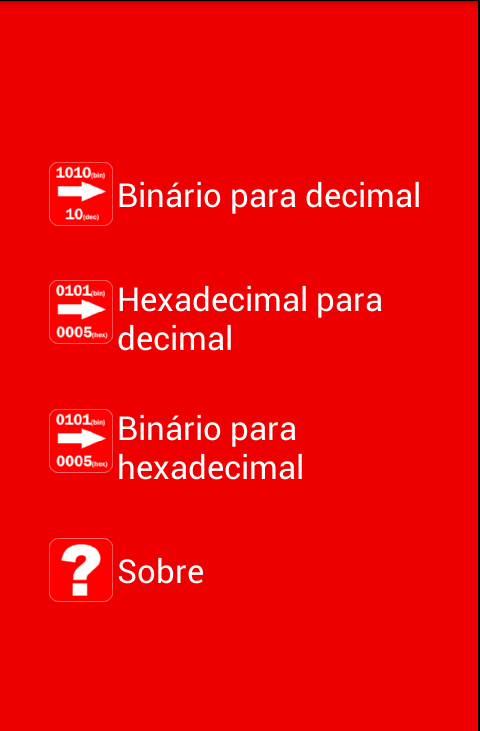 1010(bin)
10(dec)
Binário para decimal
0101(bin)
0005(hex)
Hexadecimal para
decimal
0101(bin)
0005(hex)
Binário para
hexadecimal
?
Sobre